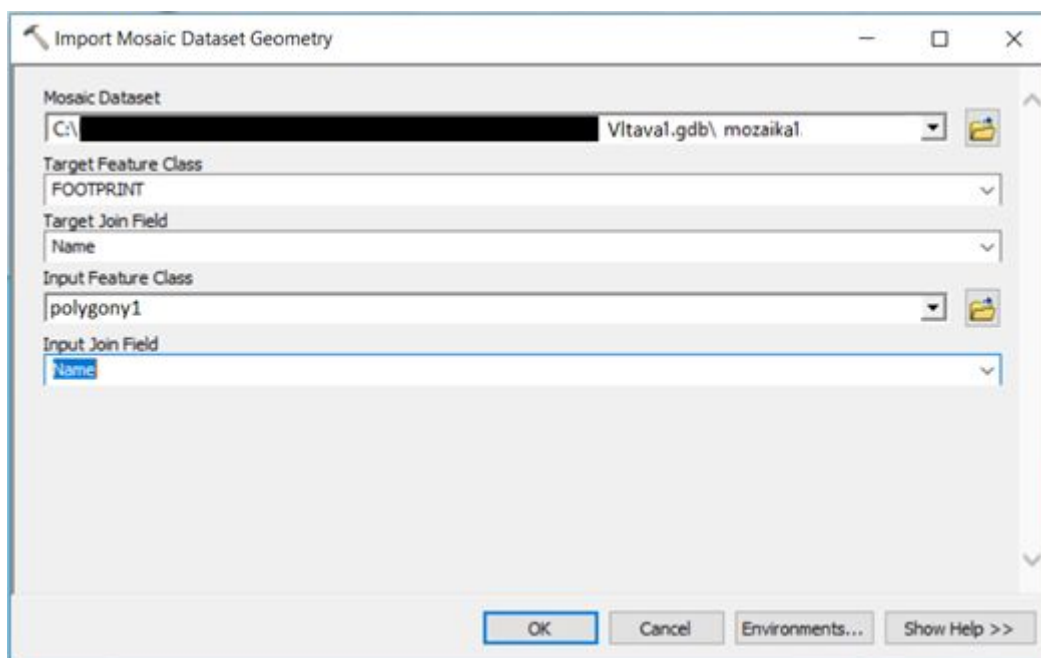 Import Mosaic Dataset Geometry
Mosaic Dataset
C:\ Vltava1.gdb\ mozaika1
Target Feature Class
FOOTPRINT
Target Join Field
Name
Input Feature Class
polygony1
Input Join Field
Name
OK Cancel Environments... Show Help >>